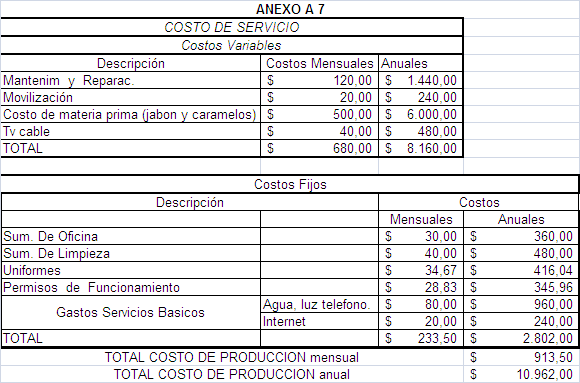 ANEXO A 7
COSTO DE SERVICIO
Costos Variables
Descripción Costos Mensuales Anuales
Mantenim y Reparac. $ 120,00 $ 1.440,00
Movilización $ 20,00 $ 240,00
Costo de materia prima (jabon y caramelos) $ 500,00 $ 6.000,00
Tv cable $ 40,00 $ 480,00
TOTAL $ 680,00 $ 8.160,00
Costos Fijos
Descripción Costos
Mensuales Anuales
Sum. De Oficina $ 30,00 $ 360,00
Sum. De Limpieza $ 40,00 $ 480,00
Uniformes $ 34,67 $ 416,04
Permisos de Funcionamiento $ 28,83 $ 345,96
Gastos Servicios Basicos Agua, luz telefono. $ 80,00 $ 960,00
Internet $ 20,00 $ 240,00
TOTAL $ 233,50 $ 2.802,00
TOTAL COSTO DE PRODUCCION mensual $ 913,50
TOTAL COSTO DE PRODUCCION anual $ 10.962,00